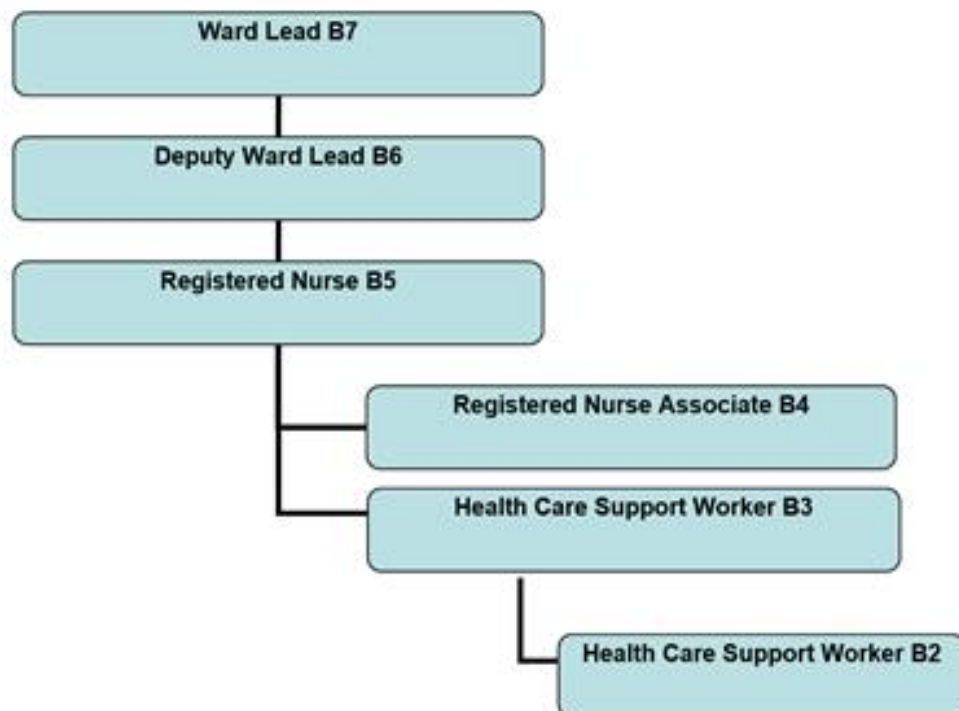 Ward Lead B7
Deputy Ward Lead B6
Registered Nurse B5
Registered Nurse Associate B4
Health Care Support Worker B3
Health Care Support Worker B2